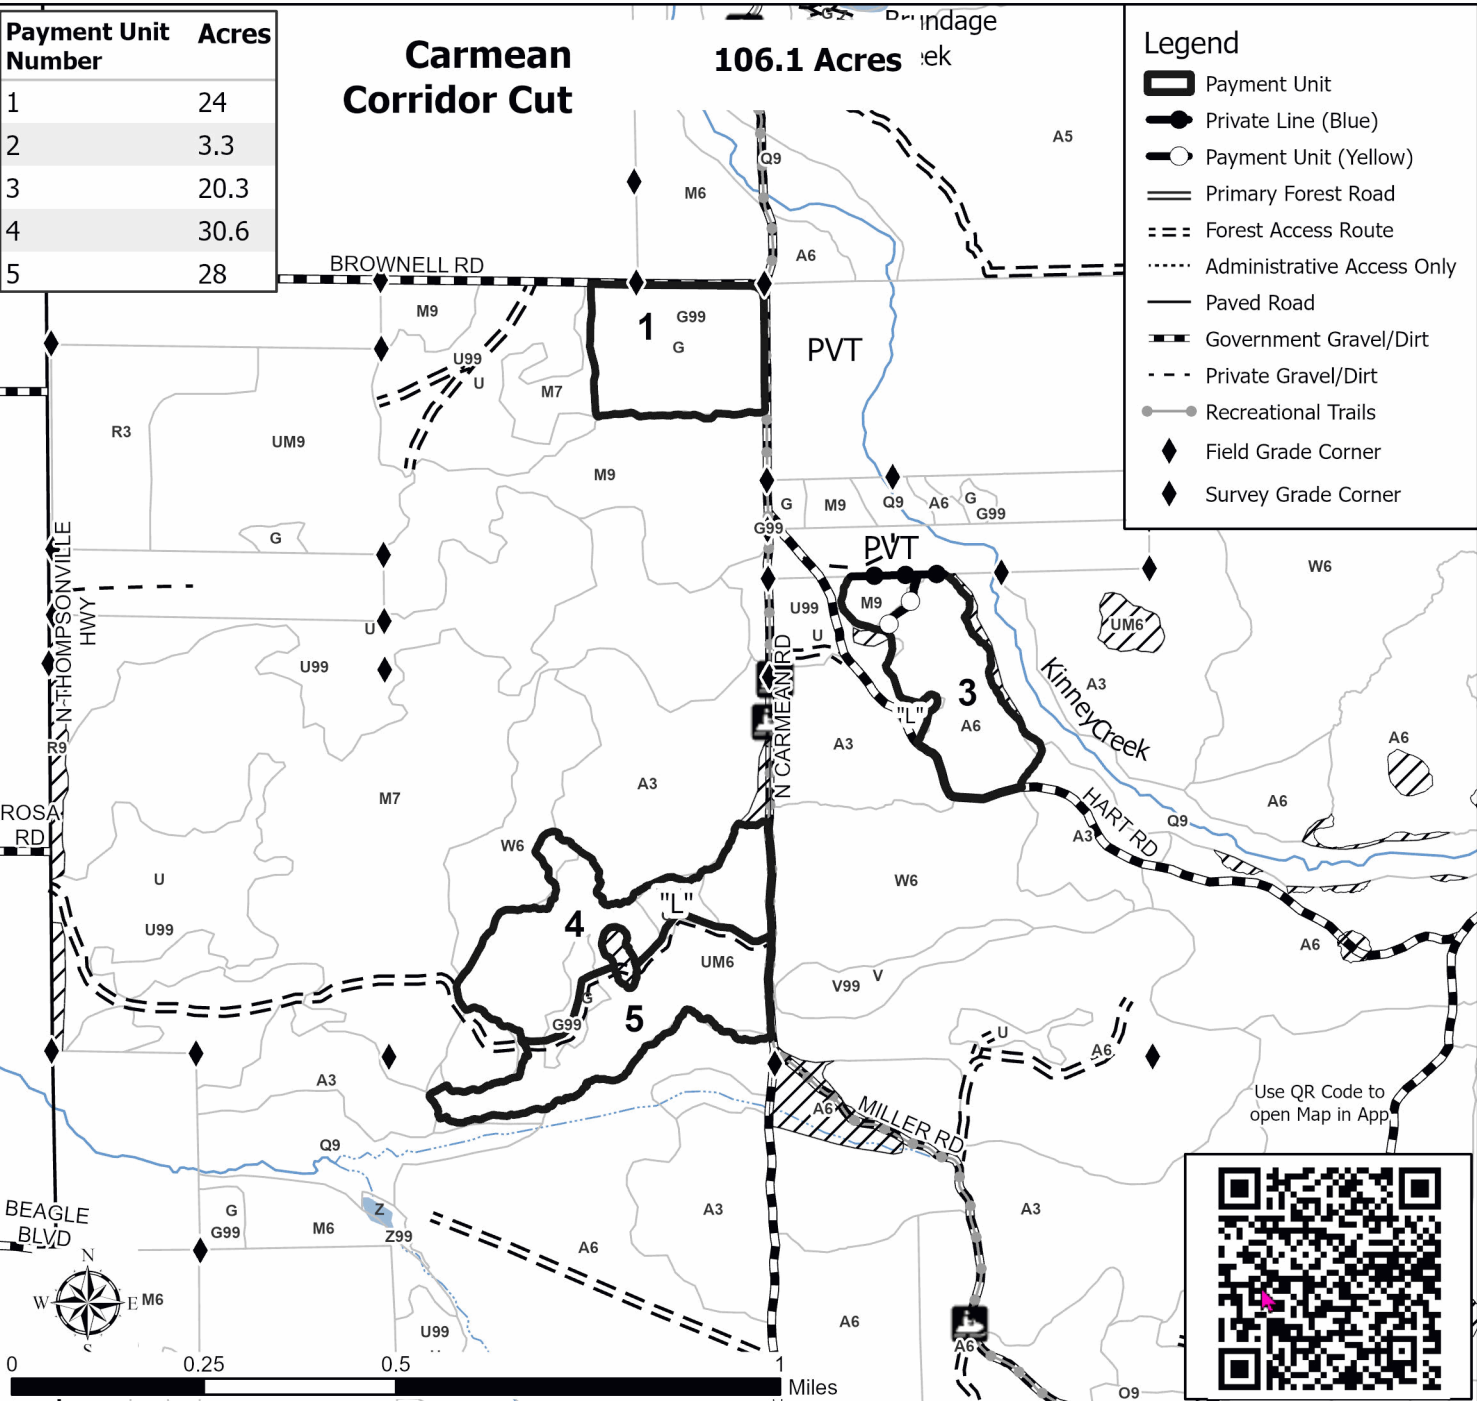 Payment Unit Number
Acres
1 24
2 3.3
3 20.3
4 30.6
5 28
Carmean
Corridor Cut
106.1 Acres
Legend
Payment Unit
Private Line (Blue)
Payment Unit (Yellow)
Primary Forest Road
Forest Access Route
Administrative Access Only
Paved Road
Government Gravel/Dirt
Private Gravel/Dirt
Recreational Trails
Field Grade Corner
Survey Grade Corner
G
Brundage
A5
Q9
M6
A6
BROWNELL RD
M9
1
G99
G
PVT
U99
U
M7
R3
UM9
M9
G
M9
Q9
A6
G
G99
G
G99
PVT
W6
N THOMPSONVILLE
HWY
U
U99
U99
U
M9
UM6
N CARMEAN RD
Kinney Creek
A3
3
"L"
A6
A3
A6
R9
A3
M7
A6
ROSA
RD
HART RD
Q9
A3
W6
W6
U
"L"
4
U99
A6
UM6
V99
V
G
G99
5
U
A6
A3
A6
MILLER RD
Use QR Code to
open Map in App
Q9
BEAGLE
BLVD
G
G99
M6
Z
Z99
A3
A3
A6
N
W
E
S
M6
U99
A6
A6
O9
0 0.25 0.5 1
Miles